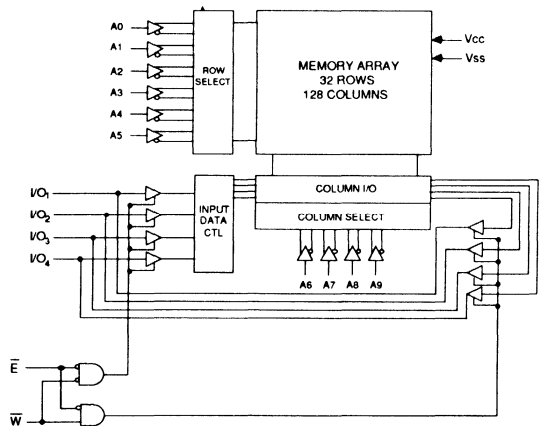 A0
A1
A2
A3
A4
A5
ROW
SELECT
MEMORY ARRAY
32 ROWS
128 COLUMNS
Vcc
Vss
I/O1
I/O2
I/O3
I/O4
INPUT
DATA
CTL
COLUMN I/O
COLUMN SELECT
A6 A7 A8 A9
E
W